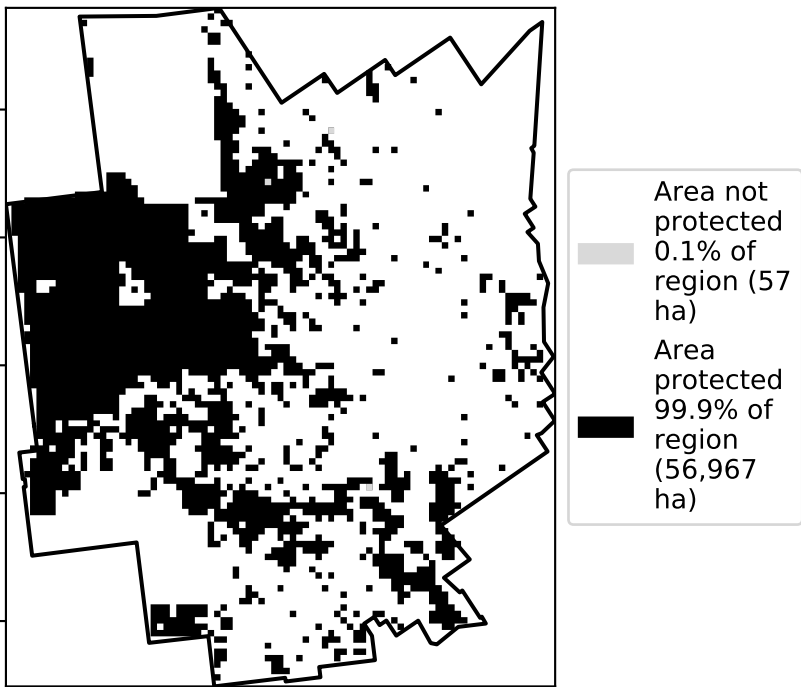 Area not
protected
0.1% of
region (57
ha)
Area
protected
99.9% of
region
(56,967
ha)